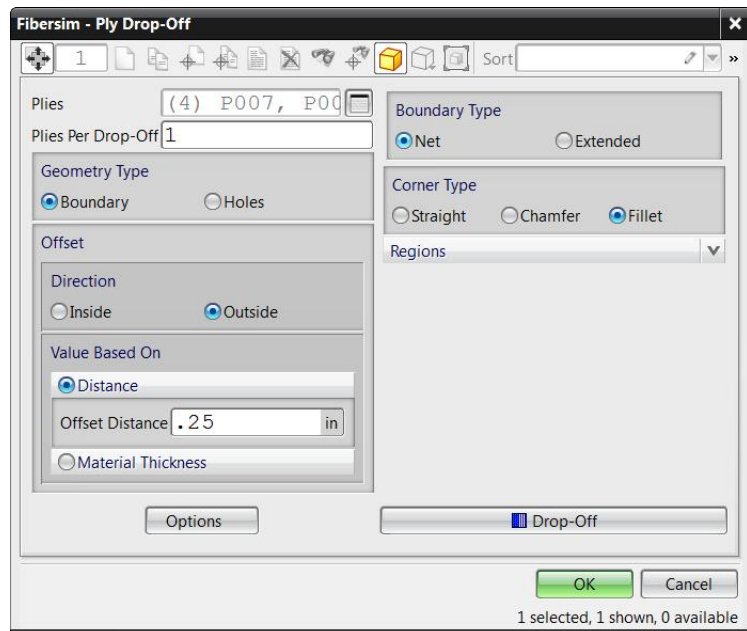 Fibersim - Ply Drop-Off
1 Sort
Plies (4) P007, P00
Plies Per Drop-Off 1
Geometry Type
Boundary Holes
Offset
Direction
Inside Outside
Value Based On
Distance
Offset Distance .25 in
Material Thickness
Options
Boundary Type
Net Extended
Corner Type
Straight Chamfer Fillet
Regions
Drop-Off
OK Cancel
1 selected, 1 shown, 0 available